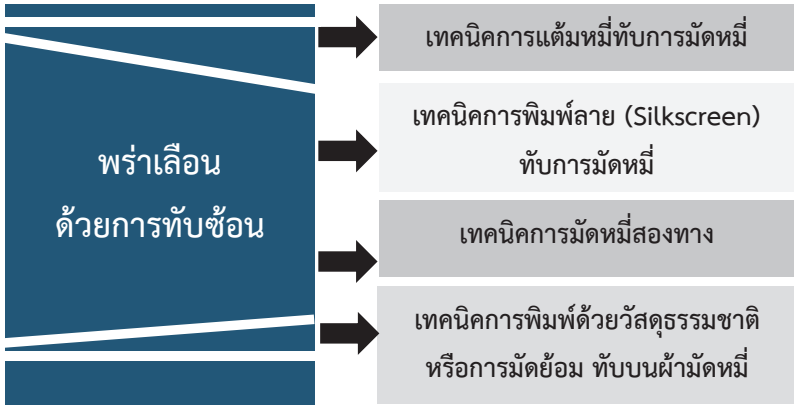 พร่าเลือน
ด้วยการทับซ้อน
เทคนิคการแต้มหมี่ทับการมัดหมี่
เทคนิคการพิมพ์ลาย (Silkscreen)
ทับการมัดหมี่
เทคนิคการมัดหมี่สองทาง
เทคนิคการพิมพ์ด้วยวัสดุธรรมชาติ
หรือการมัดย้อม ทับบนผ้ามัดหมี่